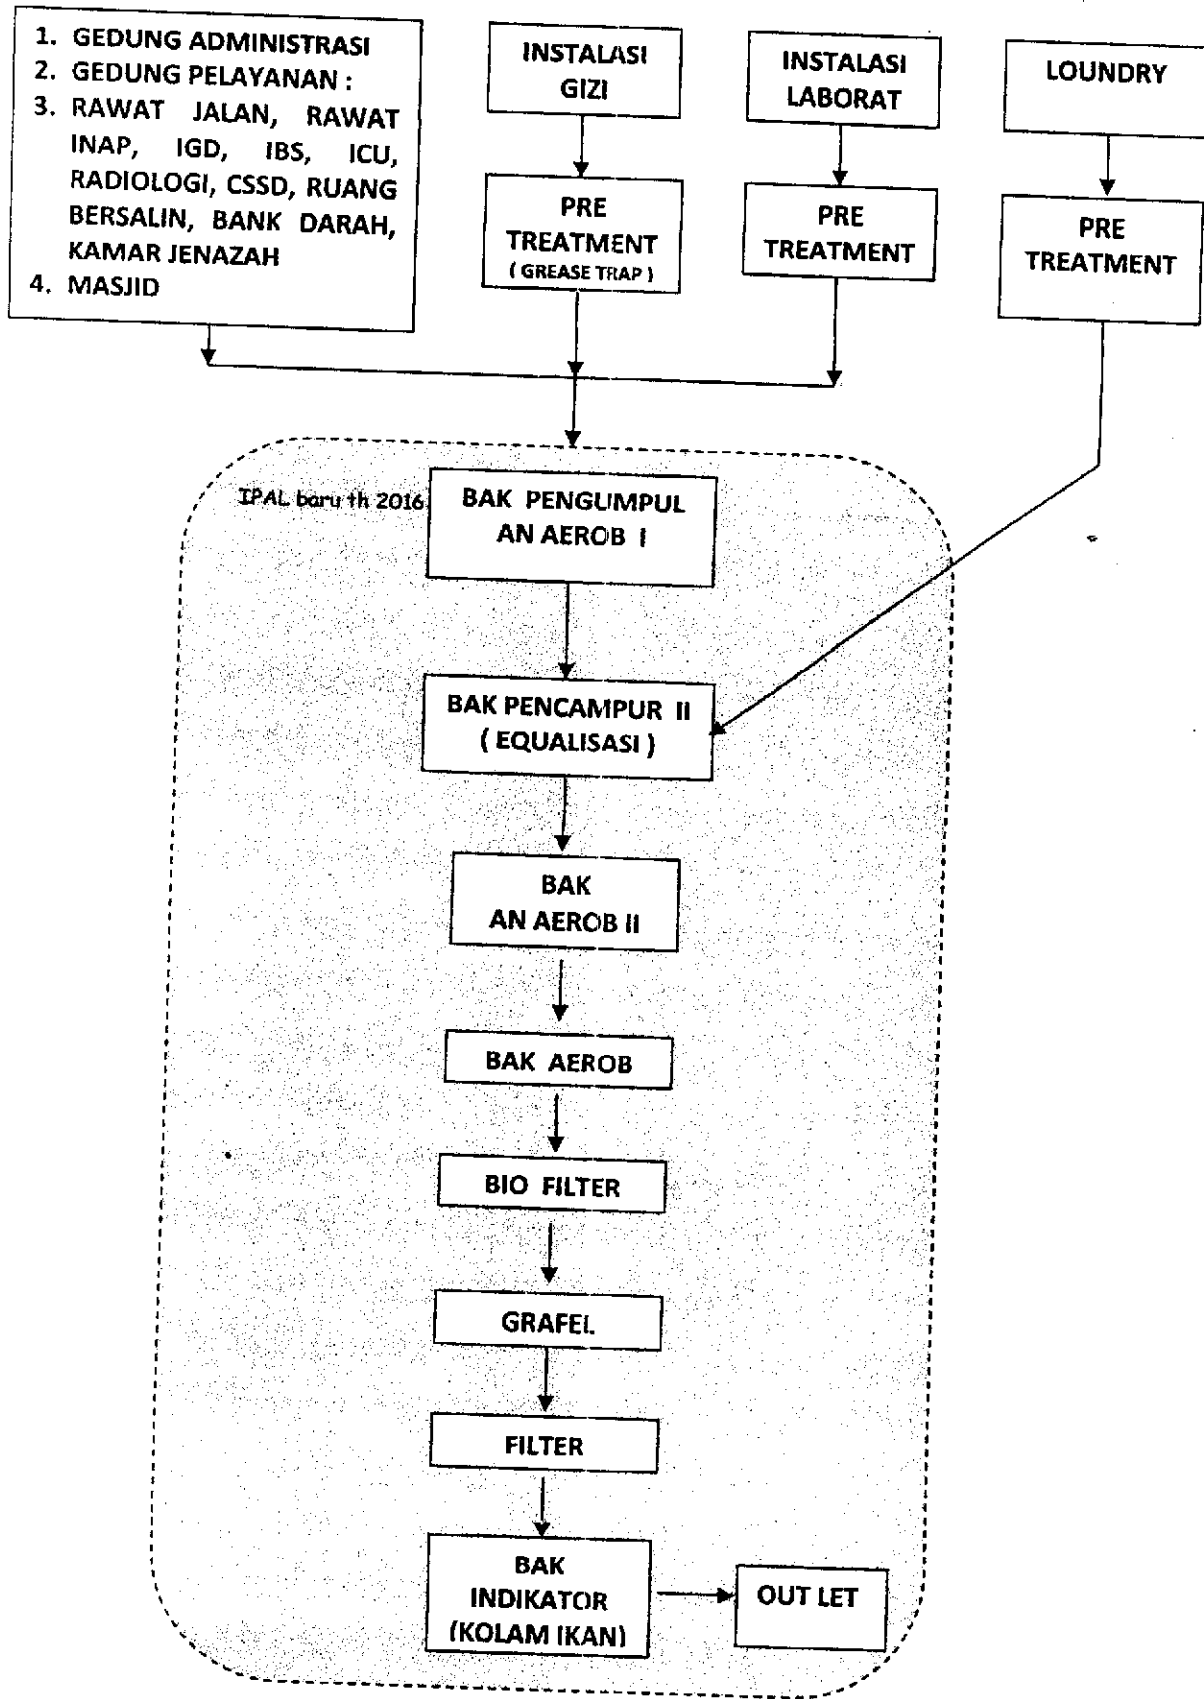 1. GEDUNG ADMINISTRASI
2. GEDUNG PELAYANAN :
3. RAWAT JALAN, RAWAT
INAP, IGD, IBS, ICU,
RADIOLOGI, CSSD, RUANG
BERSALIN, BANK DARAH,
KAMAR JENAZAH
4. MASJID
INSTALASI
GIZI
INSTALASI
LABORAT
LOUNDRY
PRE
TREATMENT
( GREASE TRAP )
PRE
TREATMENT
PRE
TREATMENT
IPAL baru th 2016
BAK PENGUMPUL
AN AEROB I
BAK PENCAMPUR II
( EQUALISASI )
BAK
AN AEROB II
BAK AEROB
BIO FILTER
GRAFEL
FILTER
BAK
INDIKATOR
(KOLAM IKAN)
OUT LET